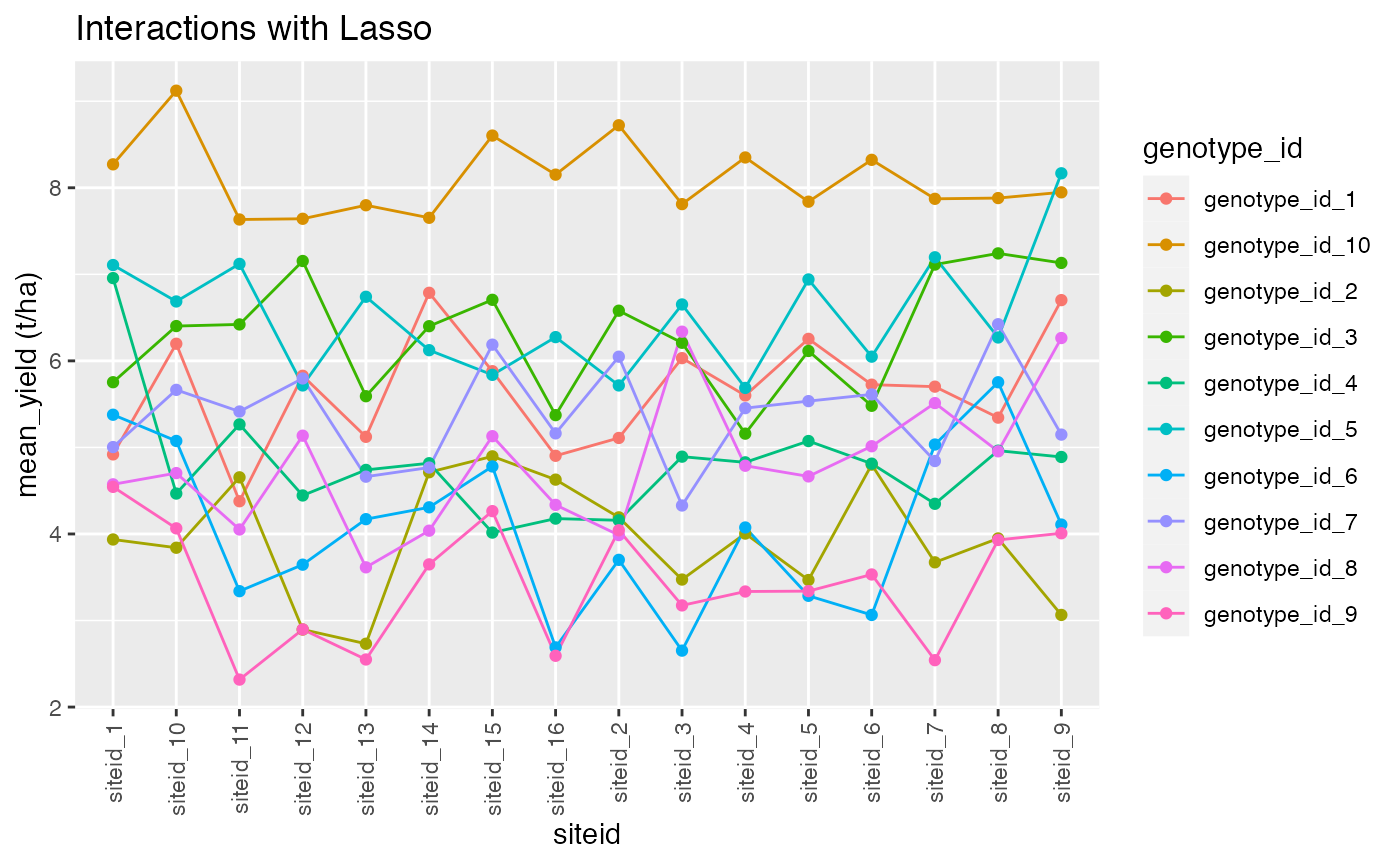 Interactions with Lasso
mean_yield (t/ha)
8
6
4
2
siteid_1
siteid_10
siteid_11
siteid_12
siteid_13
siteid_14
siteid_15
siteid_16
siteid_2
siteid_3
siteid_4
siteid_5
siteid_6
siteid_7
siteid_8
siteid_9
siteid
genotype_id
genotype_id_1
genotype_id_10
genotype_id_2
genotype_id_3
genotype_id_4
genotype_id_5
genotype_id_6
genotype_id_7
genotype_id_8
genotype_id_9